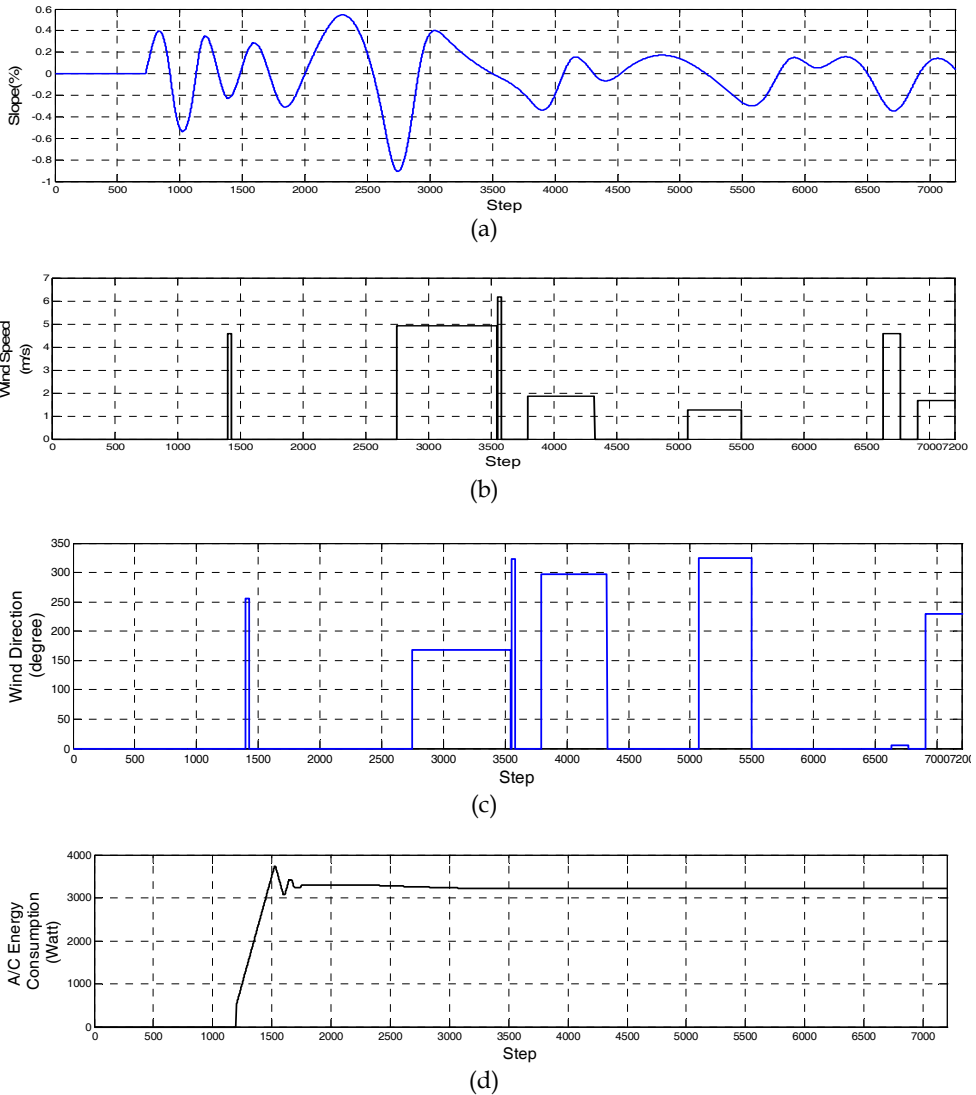 0.6
0.4
0.2
0
-0.2
-0.4
-0.6
-0.8
-1
Slope(%)
0 500 1000 1500 2000 2500 3000 3500 4000 4500 5000 5500 6000 6500 7000
Step
(a)
7
6
5
4
3
2
1
0
Wind Speed
(m/s)
0 500 1000 1500 2000 2500 3000 3500 4000 4500 5000 5500 6000 6500 70007200
Step
(b)
350
300
250
200
150
100
50
0
Wind Direction
(degree)
0 500 1000 1500 2000 2500 3000 3500 4000 4500 5000 5500 6000 6500 70007200
Step
(c)
4000
3000
2000
1000
0
A/C Energy
Consumption
(Watt)
0 500 1000 1500 2000 2500 3000 3500 4000 4500 5000 5500 6000 6500 7000
Step
(d)